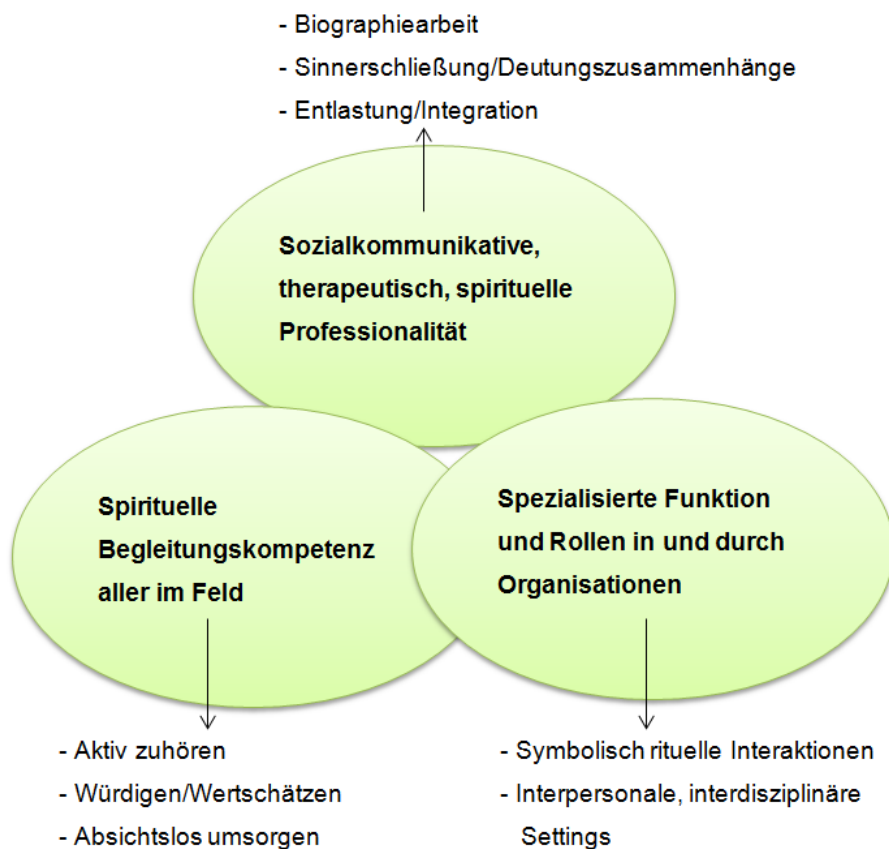 - Biographiearbeit
- Sinnerschließung/Deutungszusammenhänge
- Entlastung/Integration
Sozialkommunikative,
therapeutisch, spirituelle
Professionalität
Spirituelle
Begleitungskompetenz
aller im Feld
Spezialisierte Funktion
und Rollen in und durch
Organisationen
- Aktiv zuhören
- Würdigen/Wertschätzen
- Absichtslos umsorgen
- Symbolisch rituelle Interaktionen
- Interpersonale, interdisziplinäre
Settings